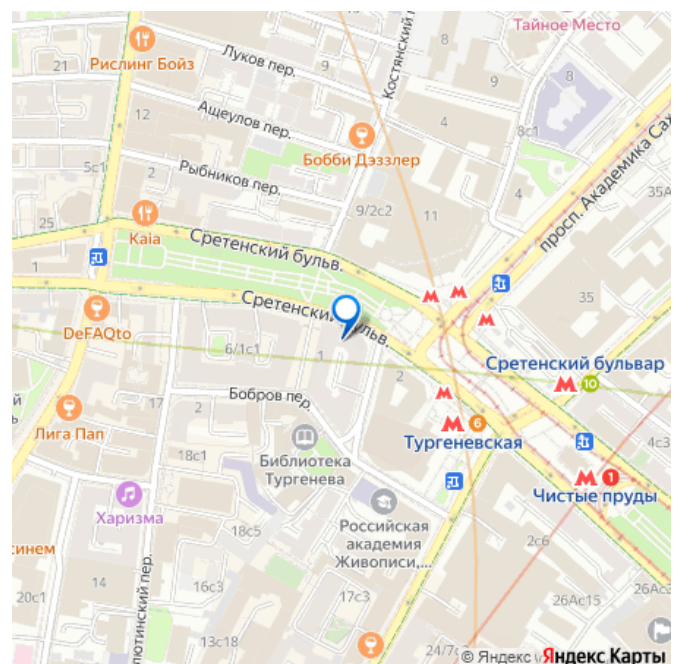 Тайное Место
21
Рислинг Бойз
Луков пер.
9
8
8
Костянский п
12
Ащеулов пер.
8с1
5с1
Бобби Дэззлер
Рыбников пер.
4
4
35А
просп. Академика Сах
9/2с2
11
25
Kaia
Сретенский бульв.
1
35
Сретенский бульв.
DeFAQto
6/1с1
1
Сретенский бульвар
10
2
Бобров пер.
17
2
Лига Пап
6
Тургеневская
18с1
4с3
Библиотека
Тургенева
1
Чистые пруды
Харизма
Российская
академия
Живописи,...
18с5
2с6
синем
14
16с3
17с3
20с1
26Ас15
26Ас
лютинский пер.
13с18
24/7с
© Яндекс
Яндекс Карты